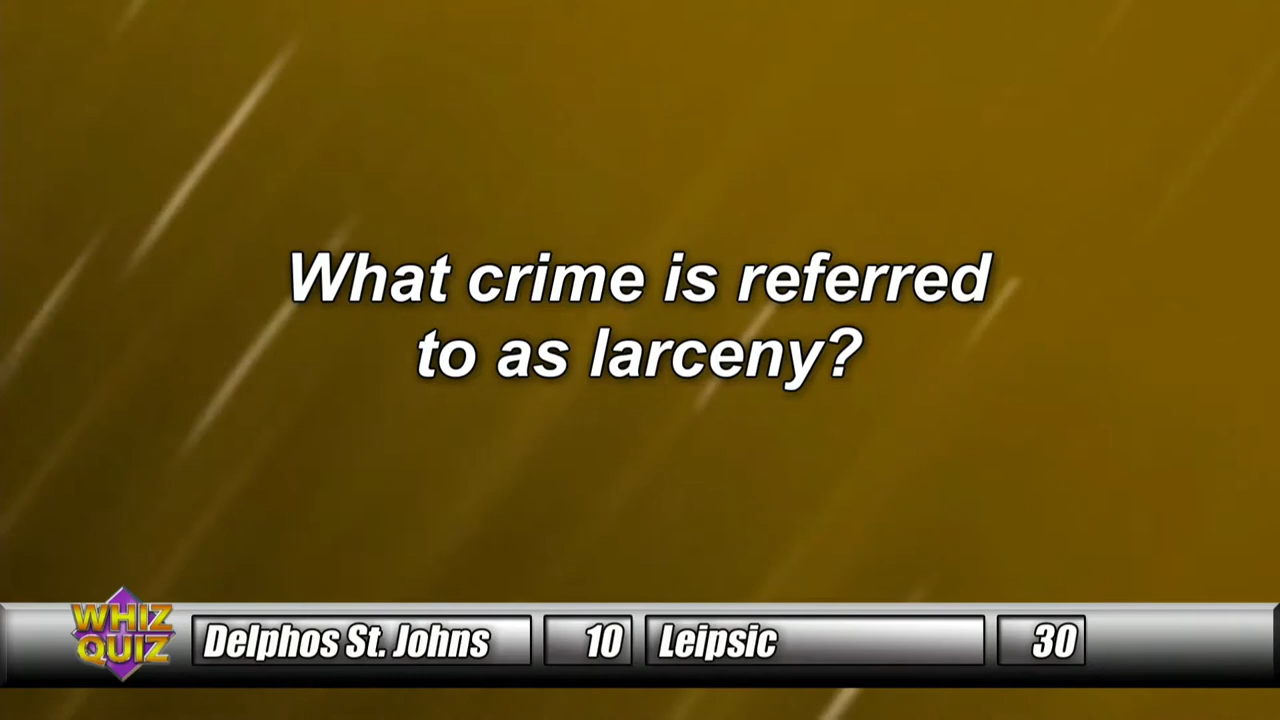 What crime is referred
to as larceny?
WHIZ
QUIZ
Delphos St. Johns 10 Leipsic 30